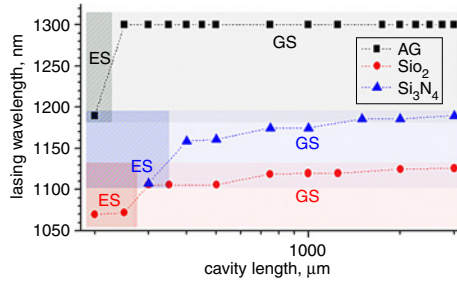 1300
1250
1200
1150
1100
1050
lasing wavelength, nm
ES
GS
AG
Sio2
Si3N4
ES
GS
ES
GS
1000
cavity length, μm